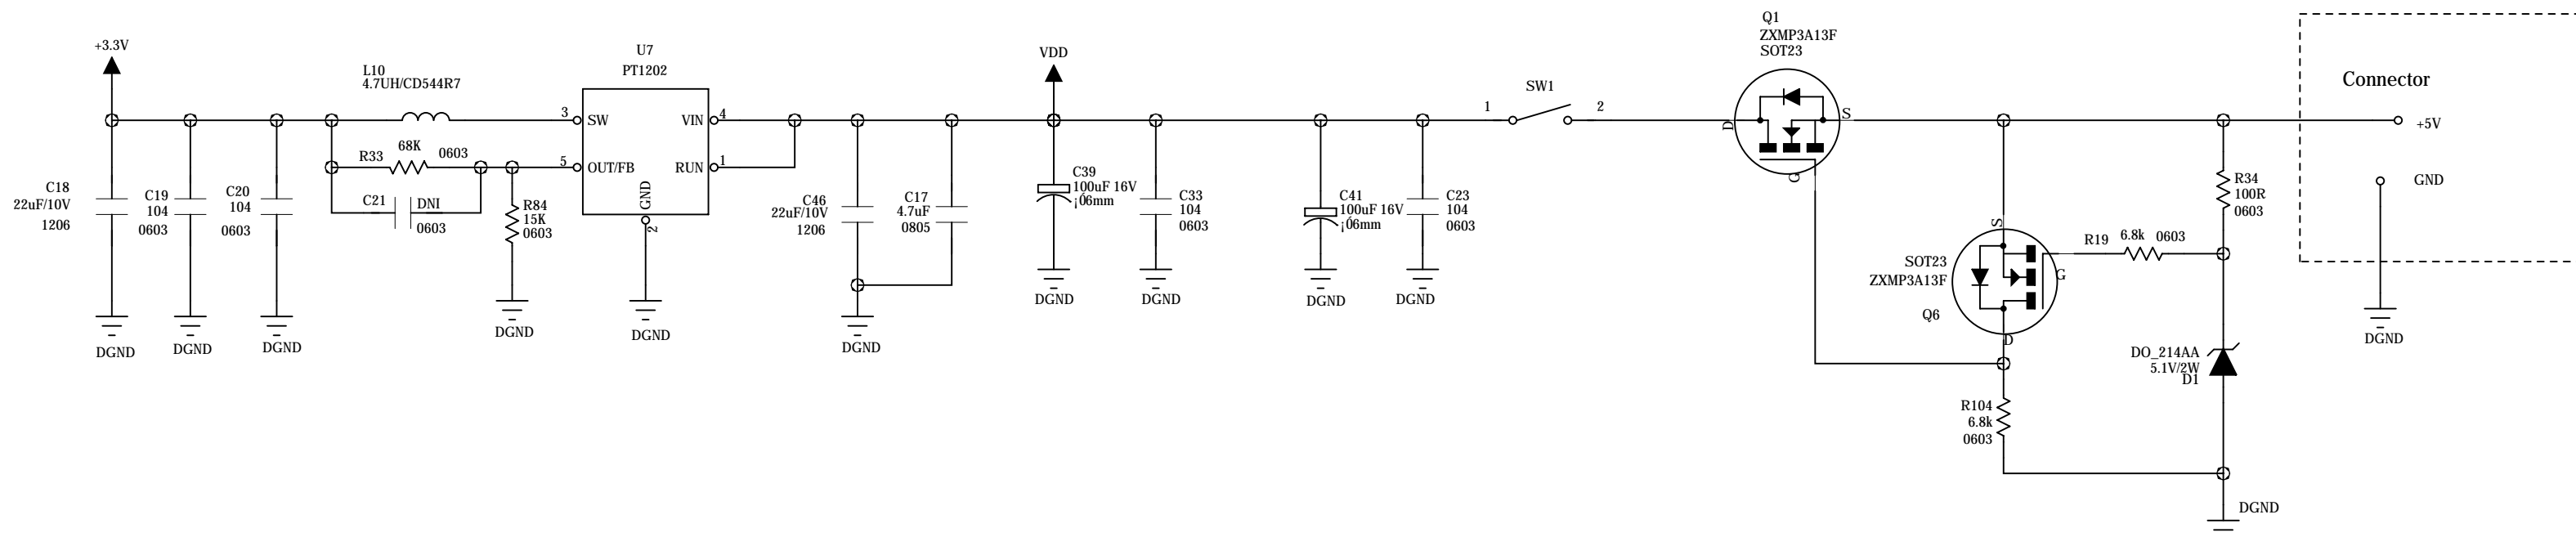 +3.3V
L10
4.7UH/CD544R7
U7
PT1202
3
SW
VIN
4
5
OUT/FB
RUN
1
GND
2
R33
68K
0603
C21
DNI
0603
R84
15K
0603
DGND
DGND
C18
22uF/10V
1206
DGND
C19
104
0603
DGND
C20
104
0603
DGND
C46
22uF/10V
1206
C17
4.7uF
0805
DGND
VDD
C39
100uF 16V
¡Ó6mm
DGND
C33
104
0603
DGND
C41
100uF 16V
¡Ó6mm
DGND
C23
104
0603
DGND
SW1
1
2
Q1
ZXMP3A13F
SOT23
D
S
G
S
SOT23
ZXMP3A13F
Q6
G
D
R19
6.8k
0603
R34
100R
0603
DO_214AA
5.1V/2W
D1
R104
6.8k
0603
DGND
Connector
+5V
GND
DGND